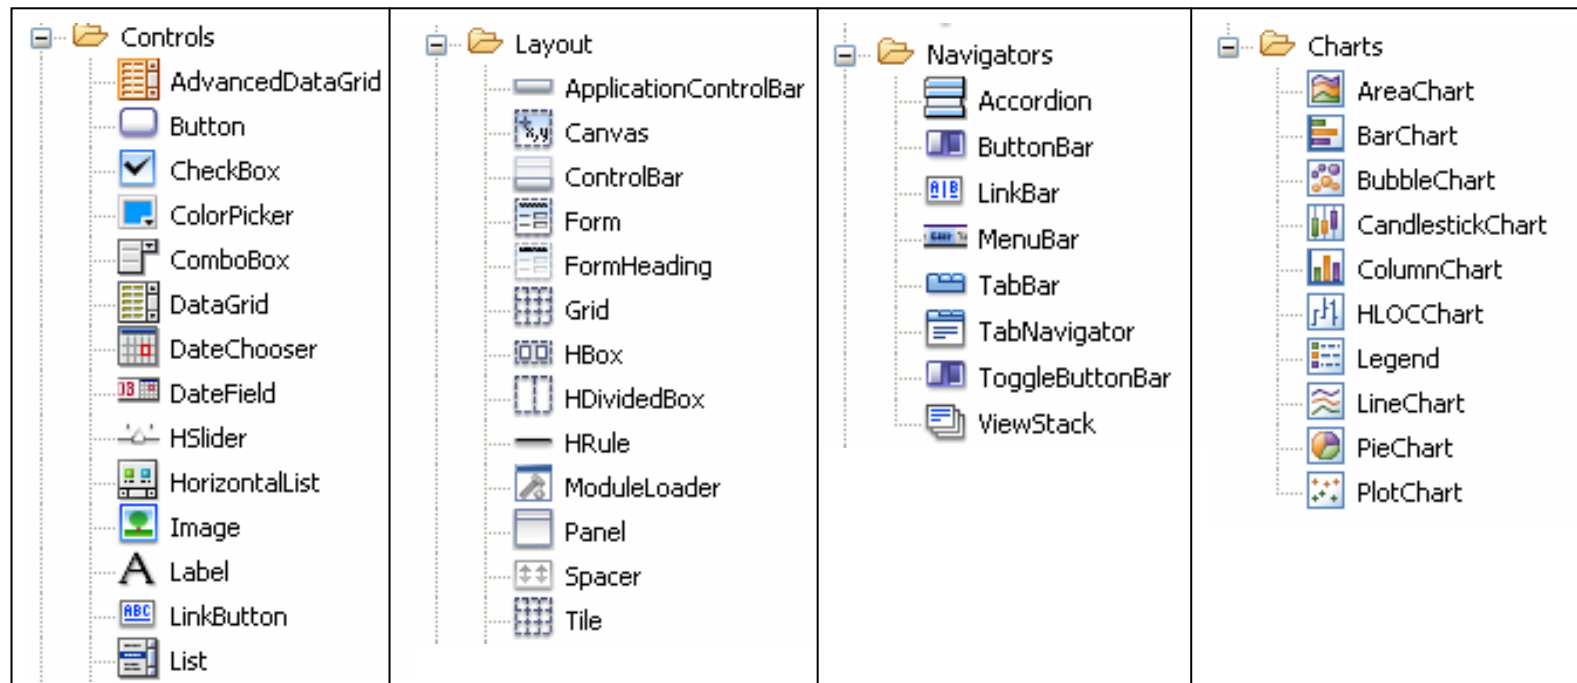 Controls
AdvancedDataGrid
Button
CheckBox
ColorPicker
ComboBox
DataGrid
DateChooser
DateField
HSlider
HorizontalList
Image
Label
LinkButton
List
Layout
ApplicationControlBar
Canvas
ControlBar
Form
FormHeading
Grid
HBox
HDividedBox
HRule
ModuleLoader
Panel
Spacer
Tile
Navigators
Accordion
ButtonBar
LinkBar
MenuBar
TabBar
TabNavigator
ToggleButtonBar
ViewStack
Charts
AreaChart
BarChart
BubbleChart
CandlestickChart
ColumnChart
HLOCChart
Legend
LineChart
PieChart
PlotChart